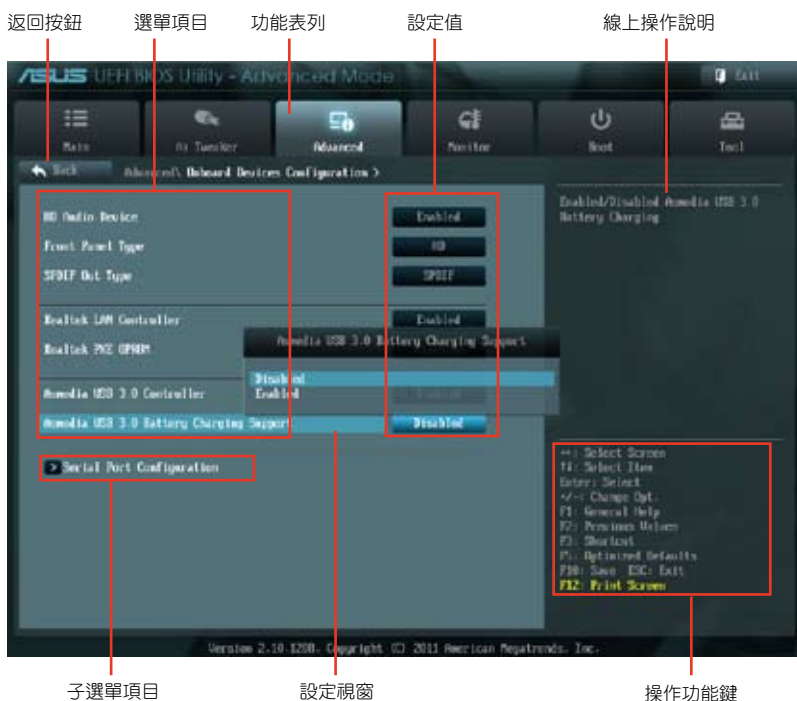 返回按鈕 選單項目 功能表列 設定值 線上操作說明
ASUS UEFI BIOS Utility - Advanced Mode Exit
Main Ai Tweaker Advanced Monitor Boot Tool
Back Advanced\ Onboard Devices Configuration >
HD Audio Device Enabled
Front Panel Type HD
SPDIF Out Type SPDIF
Realtek LAN Controller Enabled
Realtek PXE OPROM
Asmedia USB 3.0 Battery Charging Support
Disabled
Enabled
Asmedia USB 3.0 Controller
Asmedia USB 3.0 Battery Charging Support Disabled
> Serial Port Configuration
Enabled/Disabled Asmedia USB 3.0
Battery Charging
→←: Select Screen
↑↓: Select Item
Enter: Select
+/-: Change Opt.
F1: General Help
F2: Previous Values
F3: Shortcut
F5: Optimized Defaults
F10: Save ESC: Exit
F12: Print Screen
Version 2.10.1208. Copyright (C) 2011 American Megatrends, Inc.
子選單項目 設定視窗 操作功能鍵